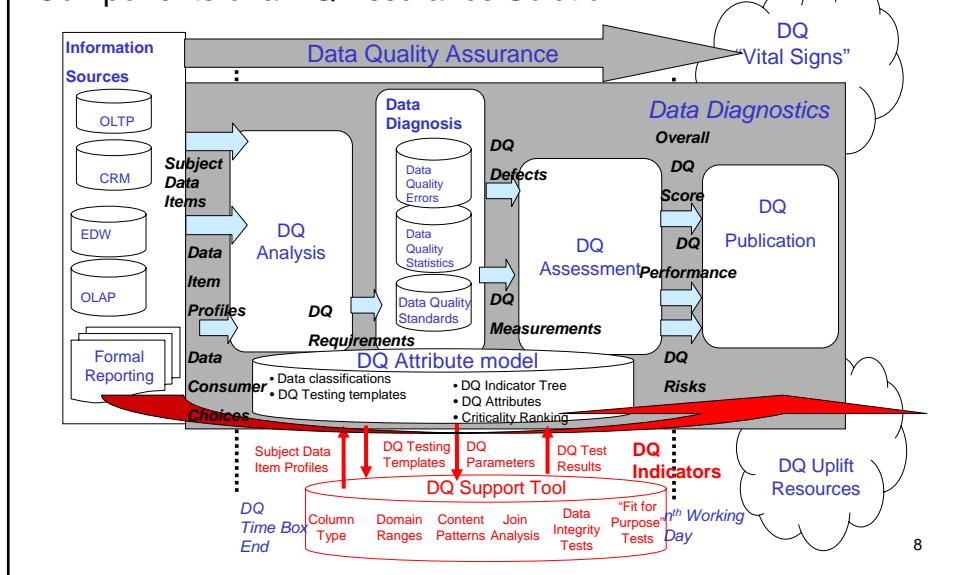 Data Quality Assurance
DQ
"Vital Signs"
Information
Sources
OLTP
CRM
EDW
OLAP
Formal
Reporting
Data Diagnostics
Subject
Data
Items
Data
Item
Profiles
Data
Consumer
Choices
DQ
Analysis
DQ
Requirements
Data
Diagnosis
Data
Quality
Errors
Data
Quality
Statistics
Data Quality
Standards
DQ
Defects
DQ
Measurements
DQ
Assessment
Overall
DQ
Score
DQ
Performance
DQ
Risks
DQ
Publication
DQ Attribute model
• Data classifications
• DQ Testing templates
• DQ Indicator Tree
• DQ Attributes
• Criticality Ranking
Subject Data
Item Profiles
DQ Testing
Templates
DQ
Parameters
DQ Test
Results
DQ
Indicators
DQ Support Tool
Column
Type
Domain
Ranges
Content
Patterns
Join
Analysis
Data
Integrity
Tests
"Fit for
Purpose"
Tests
DQ
Time Box
End
nth Working
Day
DQ Uplift
Resources
8